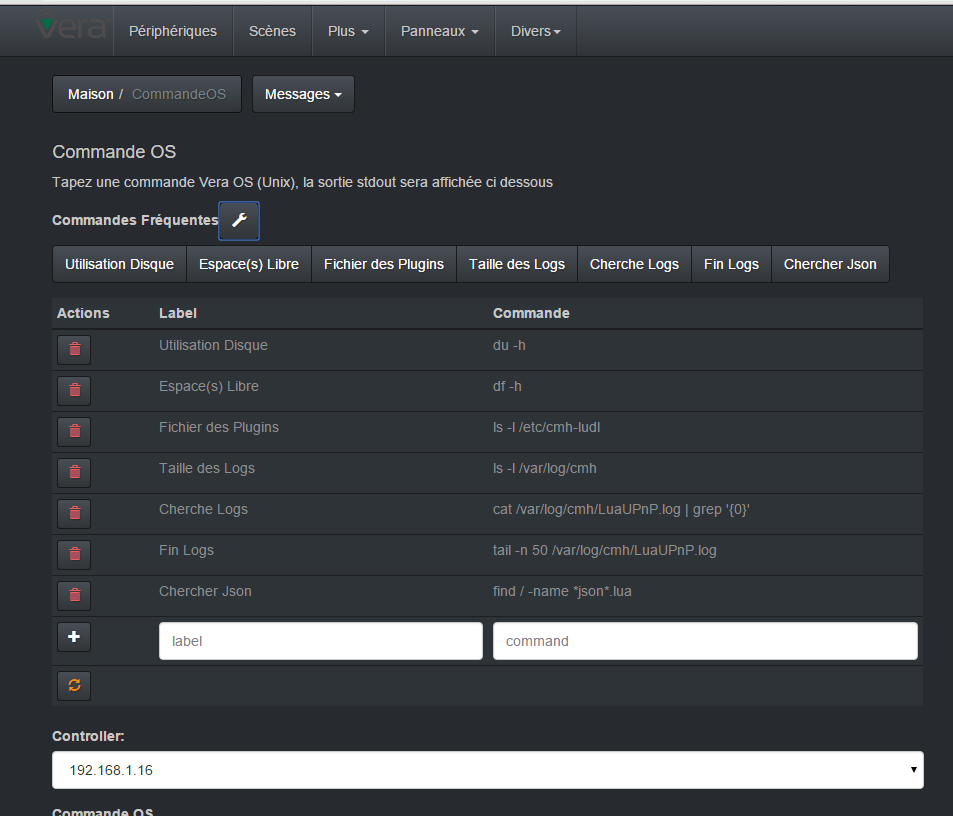 vera Périphériques Scènes Plus Panneaux Divers
Maison / CommandeOS Messages
Commande OS
Tapez une commande Vera OS (Unix), la sortie stdout sera affichée ci dessous
Commandes Fréquentes
Utilisation Disque Espace(s) Libre Fichier des Plugins Taille des Logs Cherche Logs Fin Logs Chercher Json
Actions Label Commande
Utilisation Disque du -h
Espace(s) Libre df -h
Fichier des Plugins ls -l /etc/cmh-ludl
Taille des Logs ls -l /var/log/cmh
Cherche Logs cat /var/log/cmh/LuaUPnP.log | grep '{0}'
Fin Logs tail -n 50 /var/log/cmh/LuaUPnP.log
Chercher Json find / -name *json*.lua
label command
Controller:
192.168.1.16
Commande OS